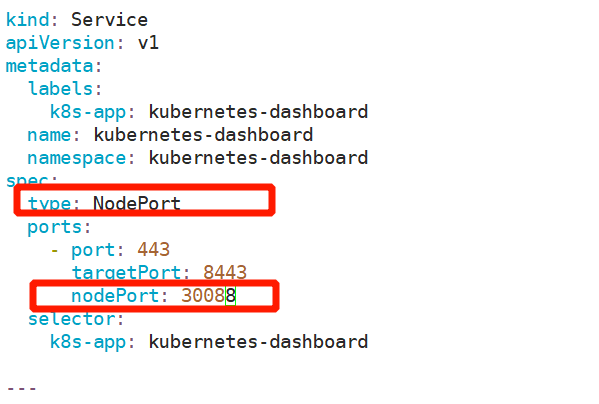 kind: Service
apiVersion: v1
metadata:
  labels:
    k8s-app: kubernetes-dashboard
  name: kubernetes-dashboard
  namespace: kubernetes-dashboard
spec:
  type: NodePort
  ports:
    - port: 443
      targetPort: 8443
      nodePort: 30088
  selector:
    k8s-app: kubernetes-dashboard

---